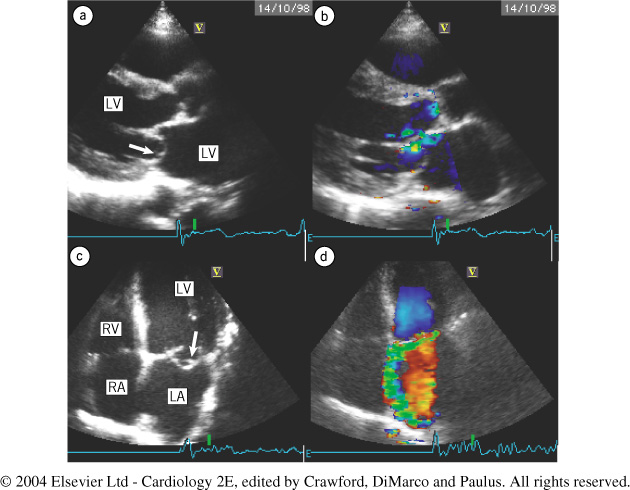 a
14/10/98
V
LV
LV
b
14/10/98
V
E
E
c
V
LV
RV
RA
LA
d
V
E
© 2004 Elsevier Ltd - Cardiology 2E, edited by Crawford, DiMarco and Paulus. All rights reserved.